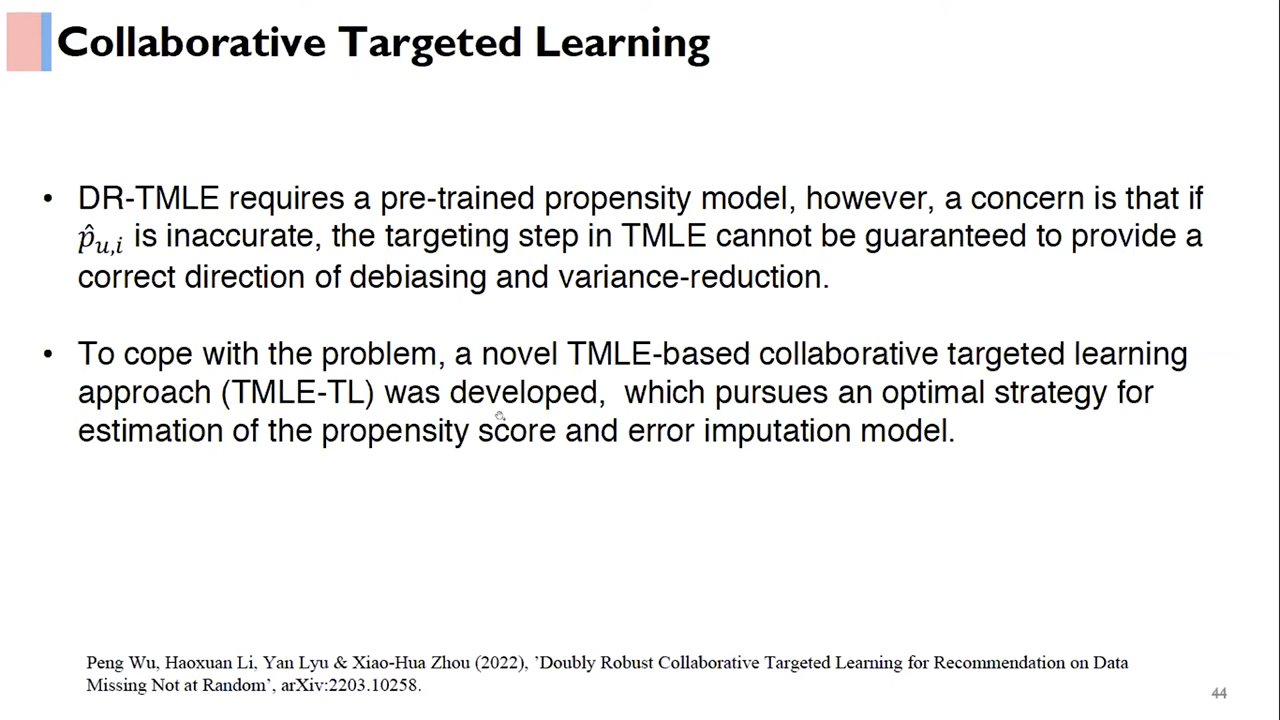 Collaborative Targeted Learning
• DR-TMLE requires a pre-trained propensity model, however, a concern is that if
p̂u,i is inaccurate, the targeting step in TMLE cannot be guaranteed to provide a
correct direction of debiasing and variance-reduction.
• To cope with the problem, a novel TMLE-based collaborative targeted learning
approach (TMLE-TL) was developed, which pursues an optimal strategy for
estimation of the propensity score and error imputation model.
Peng Wu, Haoxuan Li, Yan Lyu & Xiao-Hua Zhou (2022), ’Doubly Robust Collaborative Targeted Learning for Recommendation on Data
Missing Not at Random’, arXiv:2203.10258.
44